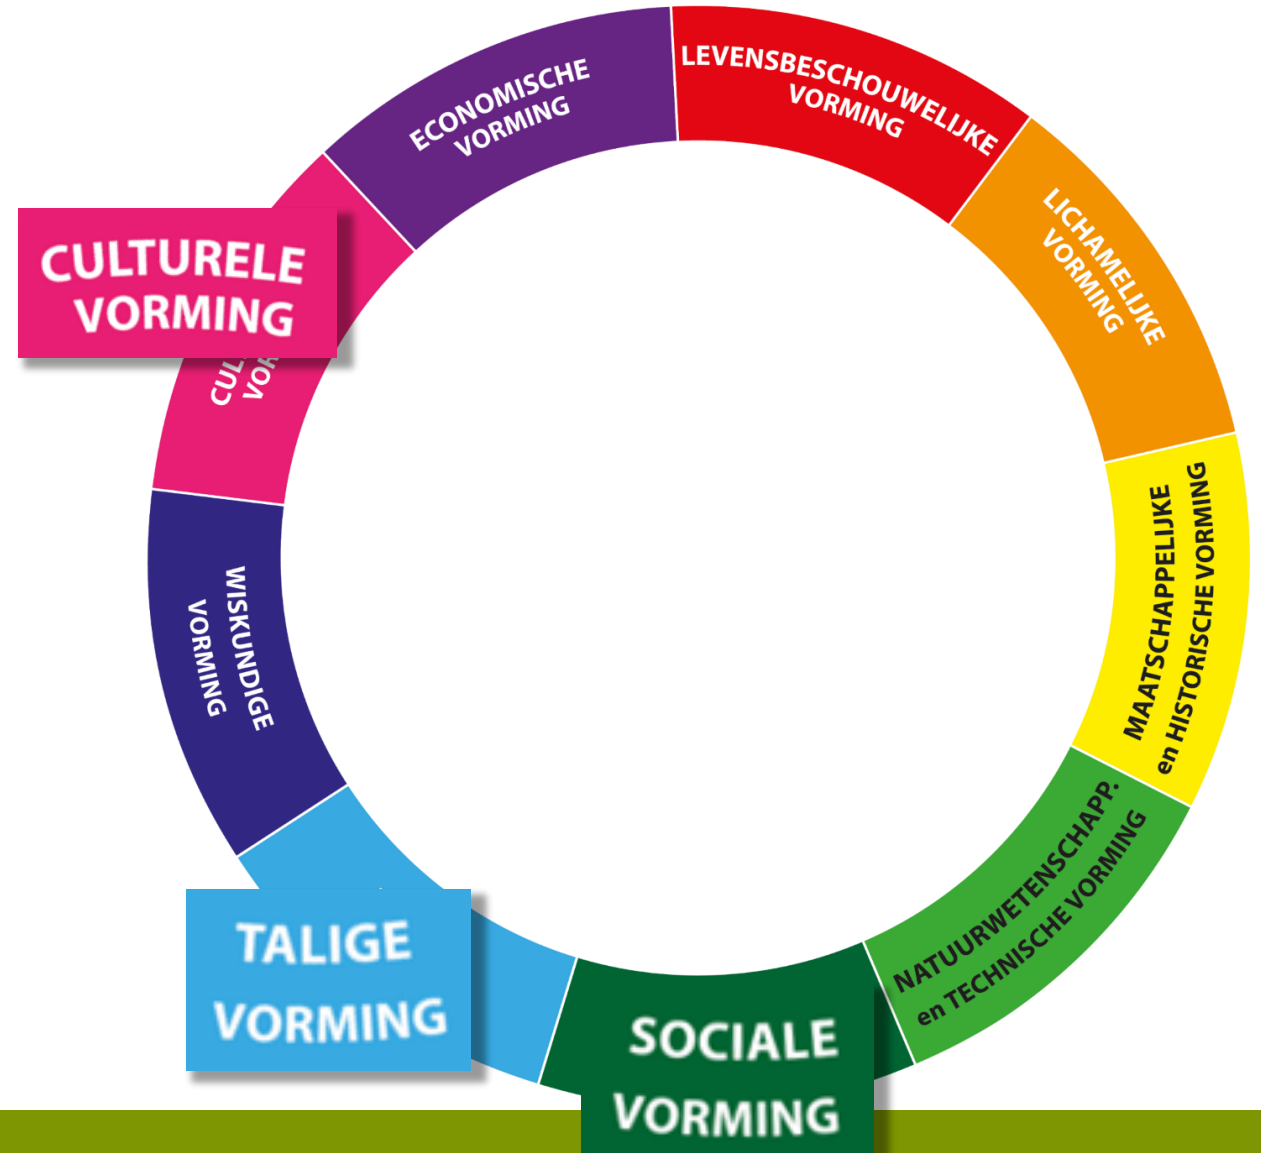 ECONOMISCHE
VORMING
LEVENSBESCHOUWELIJKE
VORMING
LICHAMELIJKE
VORMING
MAATSCHAPPELIJKE
en HISTORISCHE VORMING
NATUURWETENSCHAPP.
en TECHNISCHE VORMING
SOCIALE
VORMING
TALIGE
VORMING
WISKUNDIGE
VORMING
CULTURELE
VORMING